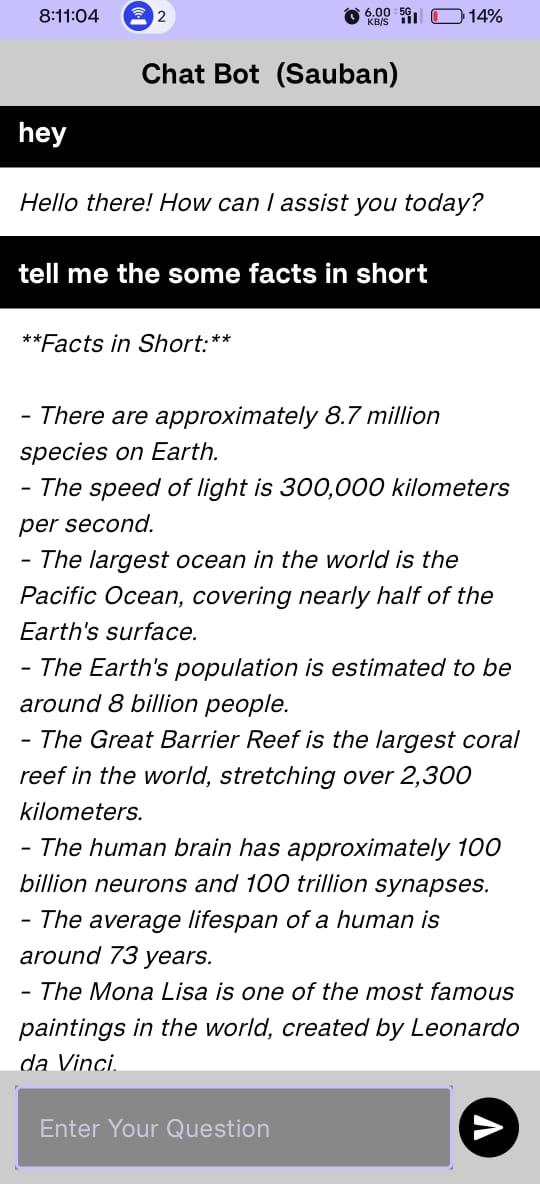 8:11:04 2 6.00 KB/S 5G 14%
Chat Bot (Sauban)
hey
Hello there! How can I assist you today?
tell me the some facts in short
**Facts in Short:**
- There are approximately 8.7 million
species on Earth.
- The speed of light is 300,000 kilometers
per second.
- The largest ocean in the world is the
Pacific Ocean, covering nearly half of the
Earth's surface.
- The Earth's population is estimated to be
around 8 billion people.
- The Great Barrier Reef is the largest coral
reef in the world, stretching over 2,300
kilometers.
- The human brain has approximately 100
billion neurons and 100 trillion synapses.
- The average lifespan of a human is
around 73 years.
- The Mona Lisa is one of the most famous
paintings in the world, created by Leonardo
da Vinci.
Enter Your Question